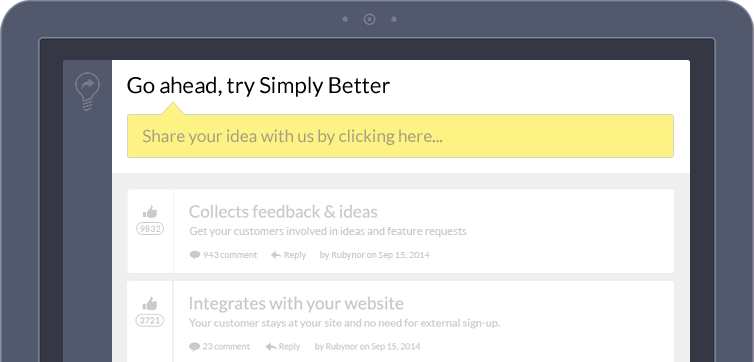 Go ahead, try Simply Better
Share your idea with us by clicking here...
Collects feedback & ideas
9832
Get your customers involved in ideas and feature requests
943 comment Reply by Rubynor on Sep 15, 2014
Integrates with your website
3721
Your customer stays at your site and no need for external sign-up.
23 comment Reply by Rubynor on Sep 15, 2014